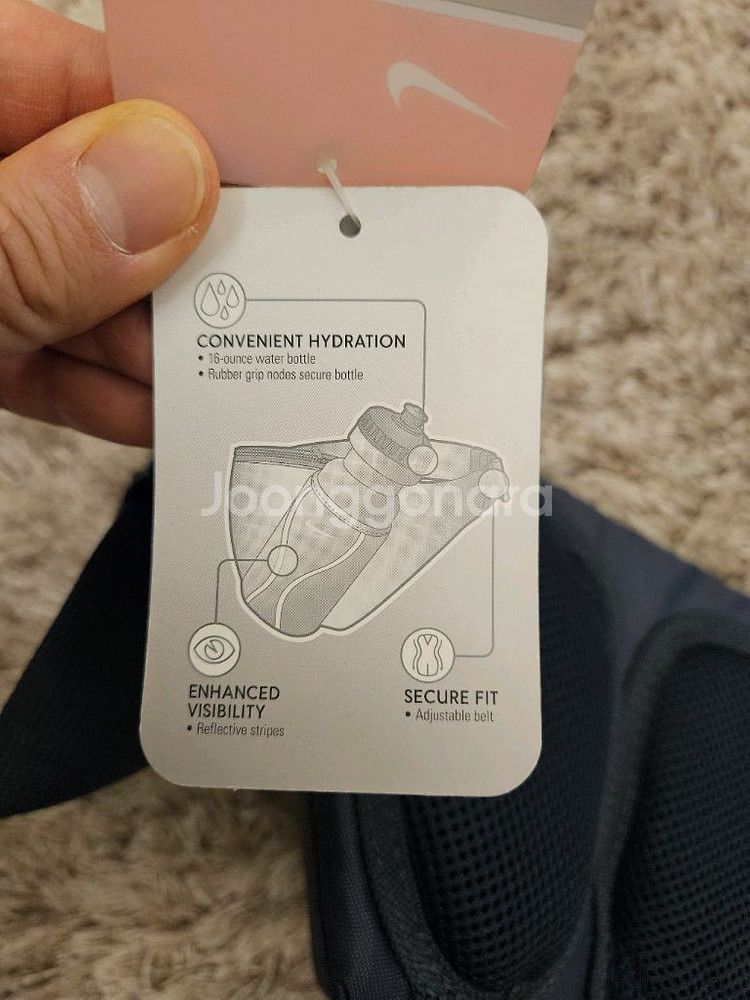 CONVENIENT HYDRATION
• 16-ounce water bottle
• Rubber grip nodes secure bottle
Joonggonara
ENHANCED
VISIBILITY
• Reflective stripes
SECURE FIT
• Adjustable belt